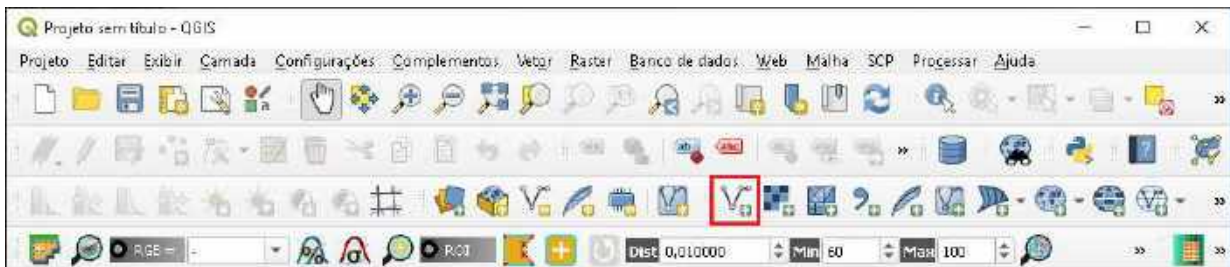 Projeto sem título - QGIS
Projeto Editar Exibir Camada Configurações Complementos Vetor Raster Banco de dados Web Malha SCP Processar Ajuda
RGB = -
ROI
Dist 0,010000
Min 60
Max 100